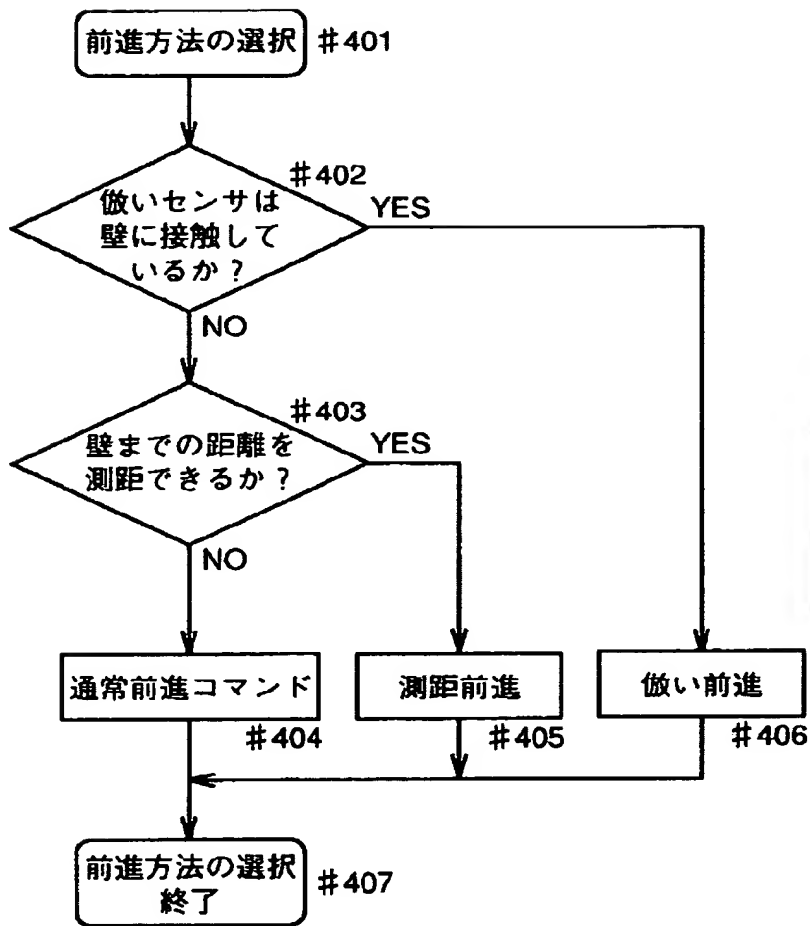 前進方法の選択 #401
#402
倣いセンサは
壁に接触して
いるか?
YES
NO
#403
壁までの距離を
測距できるか?
YES
NO
通常前進コマンド
#404
測距前進
#405
倣い前進
#406
前進方法の選択
終了
#407